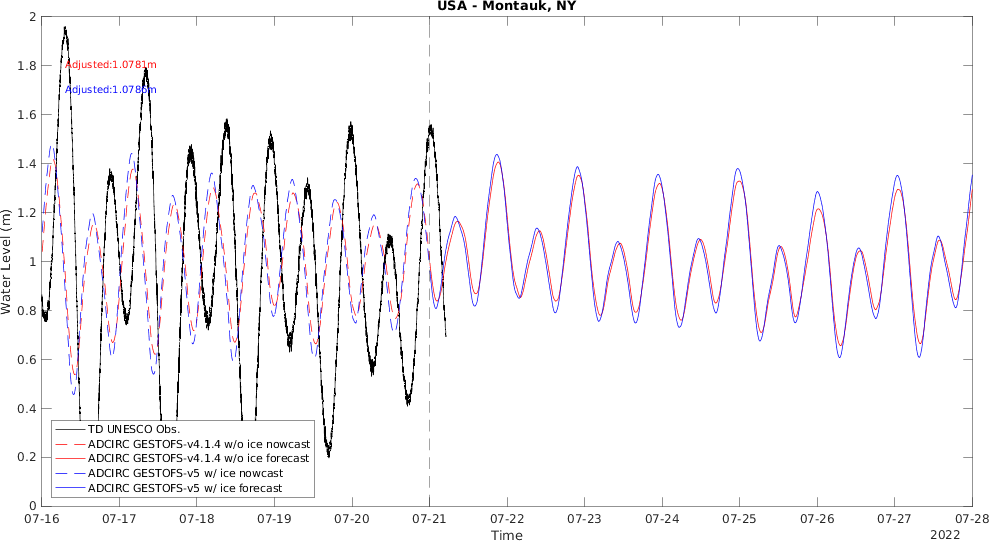 USA - Montauk, NY
2
1.8
1.6
1.4
1.2
1
0.8
0.6
0.4
0.2
0
Water Level (m)
Adjusted:1.0781m
Adjusted:1.0786m
TD UNESCO Obs.
ADCIRC GESTOFS-v4.1.4 w/o ice nowcast
ADCIRC GESTOFS-v4.1.4 w/o ice forecast
ADCIRC GESTOFS-v5 w/ ice nowcast
ADCIRC GESTOFS-v5 w/ ice forecast
07-16 07-17 07-18 07-19 07-20 07-21 07-22 07-23 07-24 07-25 07-26 07-27 07-28
Time
2022